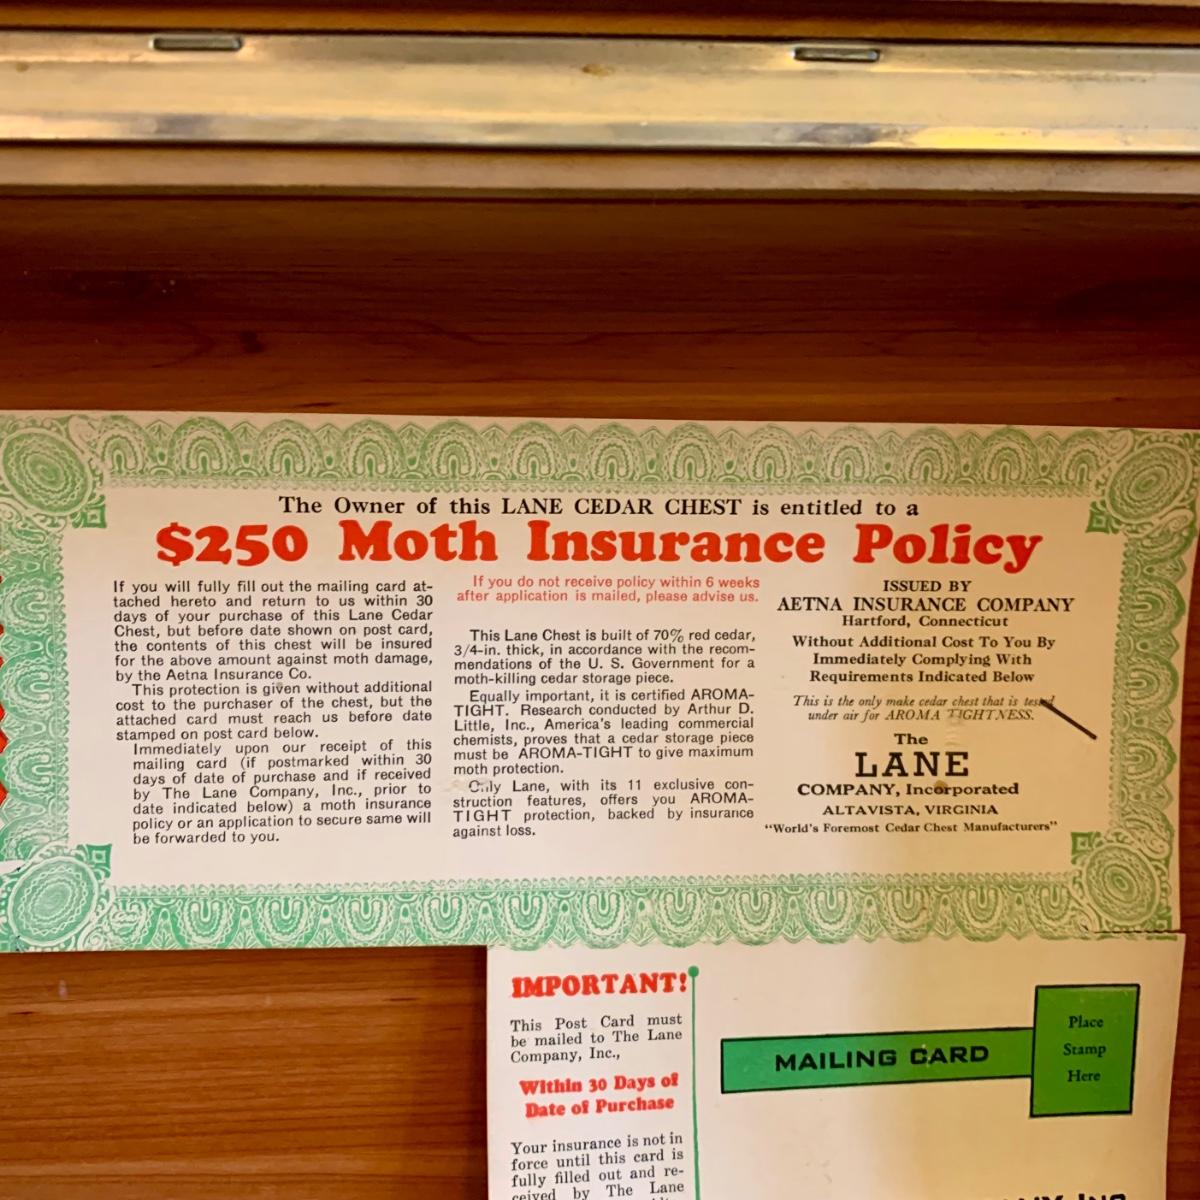 The Owner of this LANE CEDAR CHEST is entitled to a
$250 Moth Insurance Policy
If you will fully fill out the mailing card at-
tached hereto and return to us within 30
days of your purchase of this Lane Cedar
Chest, but before date shown on post card,
the contents of this chest will be insured
for the above amount against moth damage,
by the Aetna Insurance Co.
This protection is given without additional
cost to the purchaser of the chest, but the
attached card must reach us before date
stamped on post card below.
Immediately upon our receipt of this
mailing card (if postmarked within 30
days of date of purchase and if received
by The Lane Company, Inc., prior to
date indicated below) a moth insurance
policy or an application to secure same will
be forwarded to you.
If you do not receive policy within 6 weeks
after application is mailed, please advise us.
This Lane Chest is built of 70% red cedar,
3/4-in. thick, in accordance with the recom-
mendations of the U. S. Government for a
moth-killing cedar storage piece.
Equally important, it is certified AROMA-
TIGHT. Research conducted by Arthur D.
Little, Inc., America's leading commercial
chemists, proves that a cedar storage piece
must be AROMA-TIGHT to give maximum
moth protection.
Only Lane, with its 11 exclusive con-
struction features, offers you AROMA-
TIGHT protection, backed by insurance
against loss.
ISSUED BY
AETNA INSURANCE COMPANY
Hartford, Connecticut
Without Additional Cost To You By
Immediately Complying With
Requirements Indicated Below
This is the only make cedar chest that is tested
under air for AROMA TIGHTNESS.
The
LANE
COMPANY, Incorporated
ALTAVISTA, VIRGINIA
"World's Foremost Cedar Chest Manufacturers"
IMPORTANT!
This Post Card must
be mailed to The Lane
Company, Inc.,
Within 30 Days of
Date of Purchase
Your insurance is not in
force until this card is
fully filled out and re-
ceived by The Lane
MAILING CARD
Place
Stamp
Here